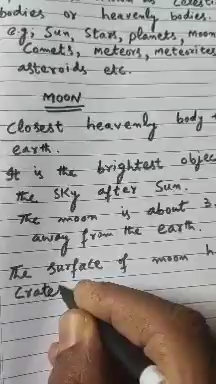 bodies or heavenly bodies.
e.g; Sun, Stars, planets, moon
Comets, meteors, meteorites
asteroids etc.
MOON
Closest heavenly body
earth.
It is the brightest objec
the sky after Sun.
The moon is about 3.
away from the earth.
The surface of moon h
Crate